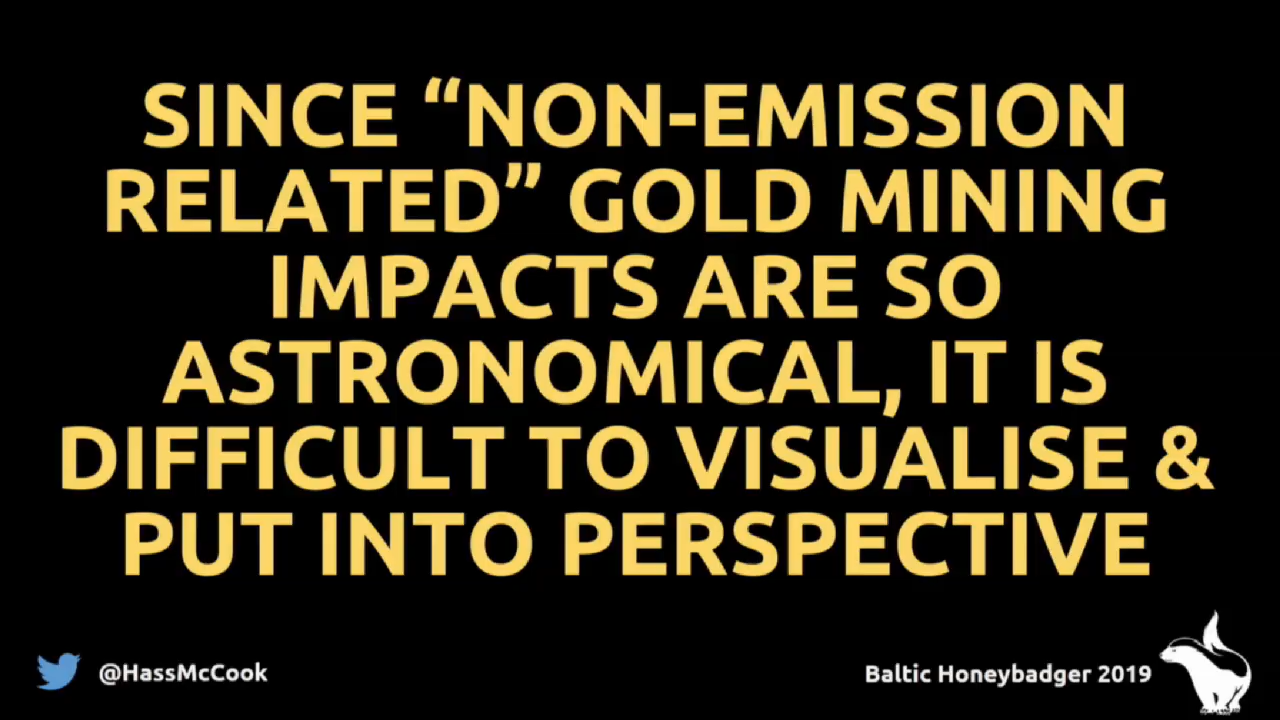 SINCE “NON-EMISSION
RELATED” GOLD MINING
IMPACTS ARE SO
ASTRONOMICAL, IT IS
DIFFICULT TO VISUALISE &
PUT INTO PERSPECTIVE
@HassMcCook
Baltic Honeybadger 2019